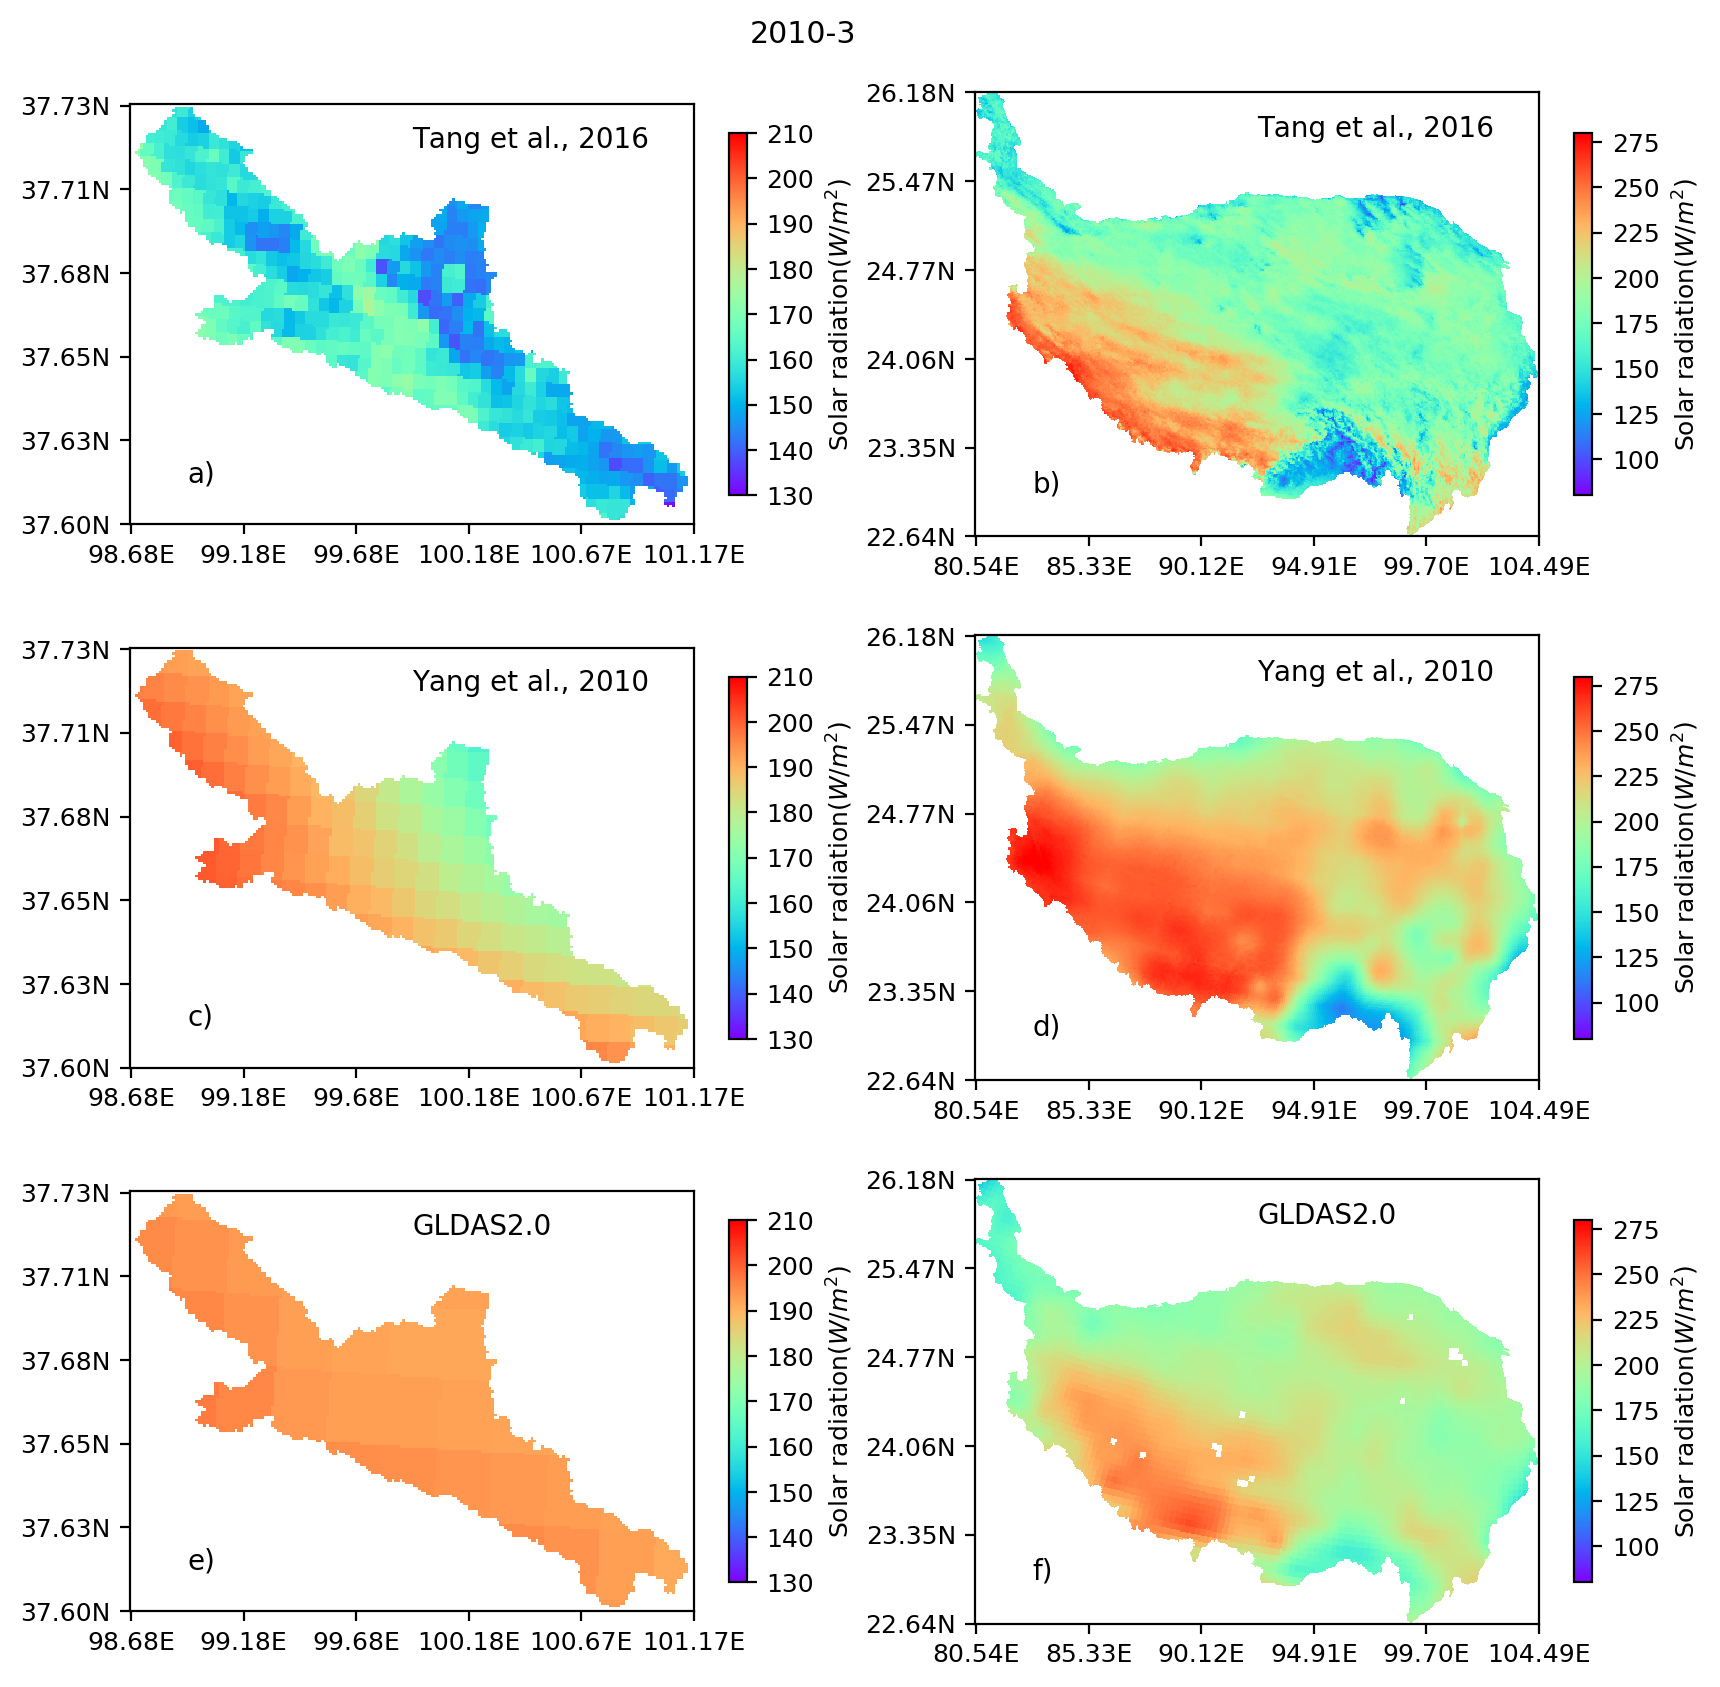 2010-3
37.73N
37.71N
37.68N
37.65N
37.63N
37.60N
98.68E 99.18E 99.68E 100.18E 100.67E 101.17E
Tang et al., 2016
a)
210
200
190
180
170
160
150
140
130
Solar radiation(W/m²)
26.18N
25.47N
24.77N
24.06N
23.35N
22.64N
80.54E 85.33E 90.12E 94.91E 99.70E 104.49E
Tang et al., 2016
b)
275
250
225
200
175
150
125
100
Solar radiation(W/m²)
37.73N
37.71N
37.68N
37.65N
37.63N
37.60N
98.68E 99.18E 99.68E 100.18E 100.67E 101.17E
Yang et al., 2010
c)
210
200
190
180
170
160
150
140
130
Solar radiation(W/m²)
26.18N
25.47N
24.77N
24.06N
23.35N
22.64N
80.54E 85.33E 90.12E 94.91E 99.70E 104.49E
Yang et al., 2010
d)
275
250
225
200
175
150
125
100
Solar radiation(W/m²)
37.73N
37.71N
37.68N
37.65N
37.63N
37.60N
98.68E 99.18E 99.68E 100.18E 100.67E 101.17E
GLDAS2.0
e)
210
200
190
180
170
160
150
140
130
Solar radiation(W/m²)
26.18N
25.47N
24.77N
24.06N
23.35N
22.64N
80.54E 85.33E 90.12E 94.91E 99.70E 104.49E
GLDAS2.0
f)
275
250
225
200
175
150
125
100
Solar radiation(W/m²)